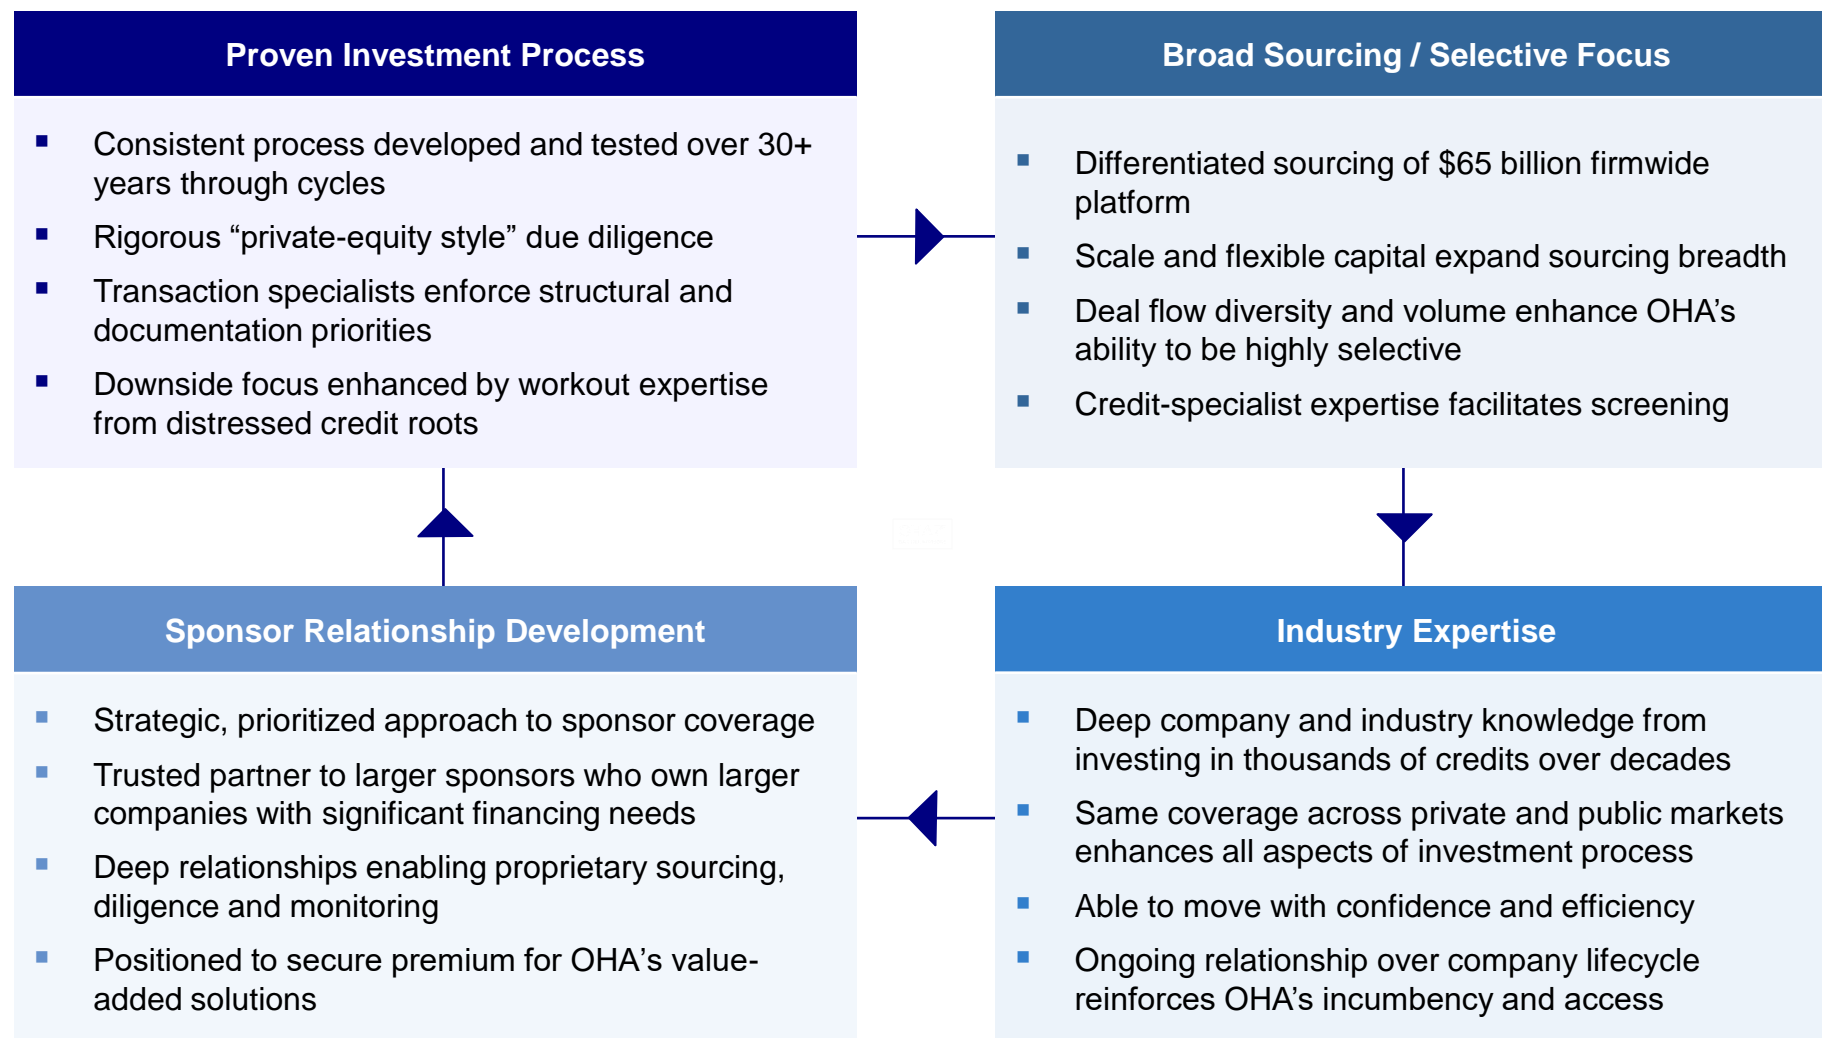 Proven Investment Process
Consistent process developed and tested over 30+
years through cycles
Rigorous “private-equity style” due diligence
Transaction specialists enforce structural and
documentation priorities
Downside focus enhanced by workout expertise
from distressed credit roots
Broad Sourcing / Selective Focus
Differentiated sourcing of $65 billion firmwide
platform
Scale and flexible capital expand sourcing breadth
Deal flow diversity and volume enhance OHA’s
ability to be highly selective
Credit-specialist expertise facilitates screening
Sponsor Relationship Development
Strategic, prioritized approach to sponsor coverage
Trusted partner to larger sponsors who own larger
companies with significant financing needs
Deep relationships enabling proprietary sourcing,
diligence and monitoring
Positioned to secure premium for OHA’s value-
added solutions
Industry Expertise
Deep company and industry knowledge from
investing in thousands of credits over decades
Same coverage across private and public markets
enhances all aspects of investment process
Able to move with confidence and efficiency
Ongoing relationship over company lifecycle
reinforces OHA’s incumbency and access